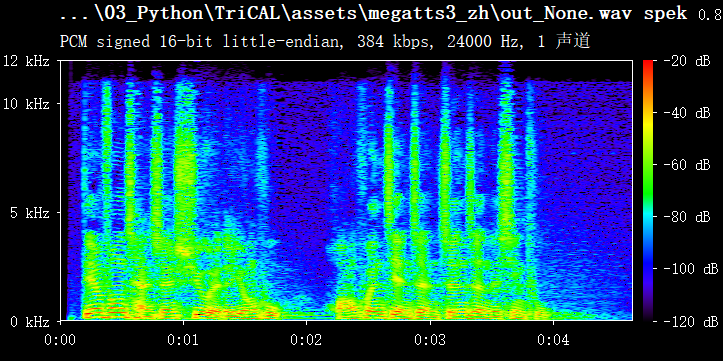 ...\03_Python\TriCAL\assets\megatts3_zh\out_None.wav spek 0.8
PCM signed 16-bit little-endian, 384 kbps, 24000 Hz, 1 声道
12 kHz
10 kHz
5 kHz
0 kHz
0:00 0:01 0:02 0:03 0:04
-20 dB
-40 dB
-60 dB
-80 dB
-100 dB
-120 dB